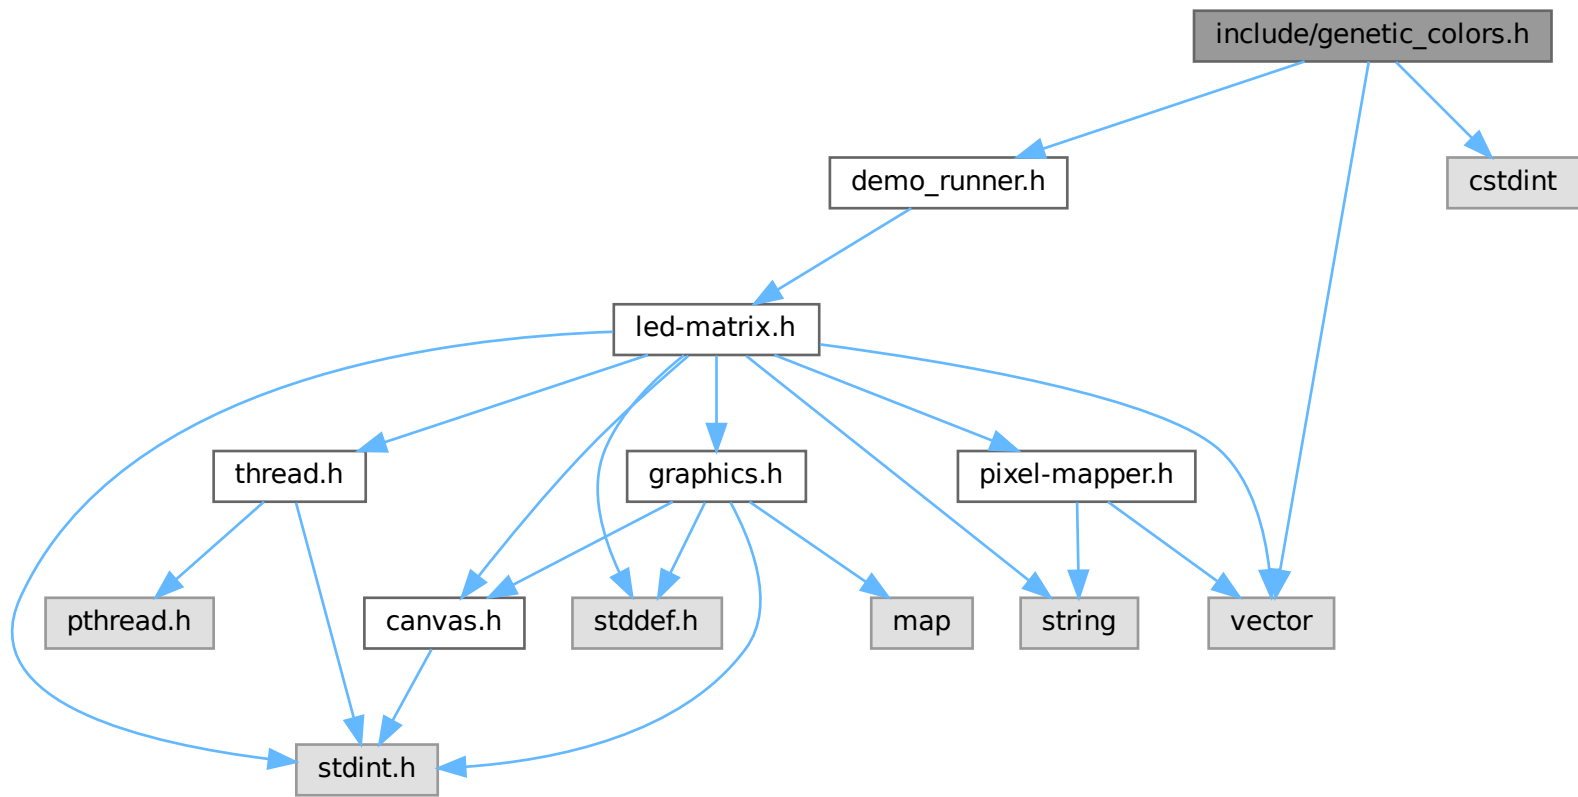 include/genetic_colors.h
demo_runner.h
cstdint
led-matrix.h
thread.h
graphics.h
pixel-mapper.h
pthread.h
canvas.h
stddef.h
map
string
vector
stdint.h